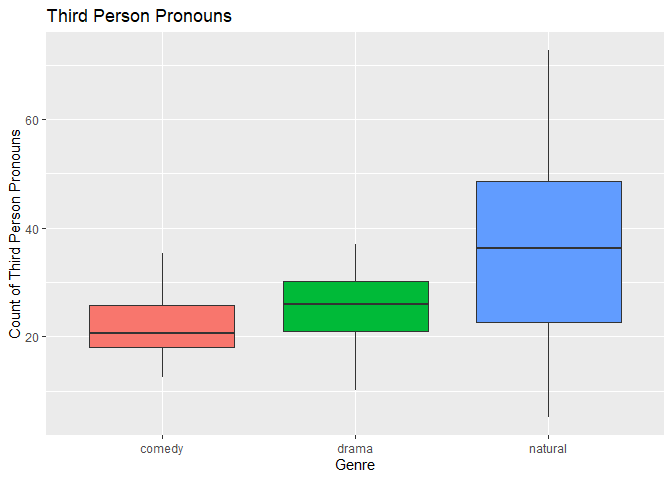 Third Person Pronouns
Count of Third Person Pronouns
60
40
20
comedy
drama
natural
Genre